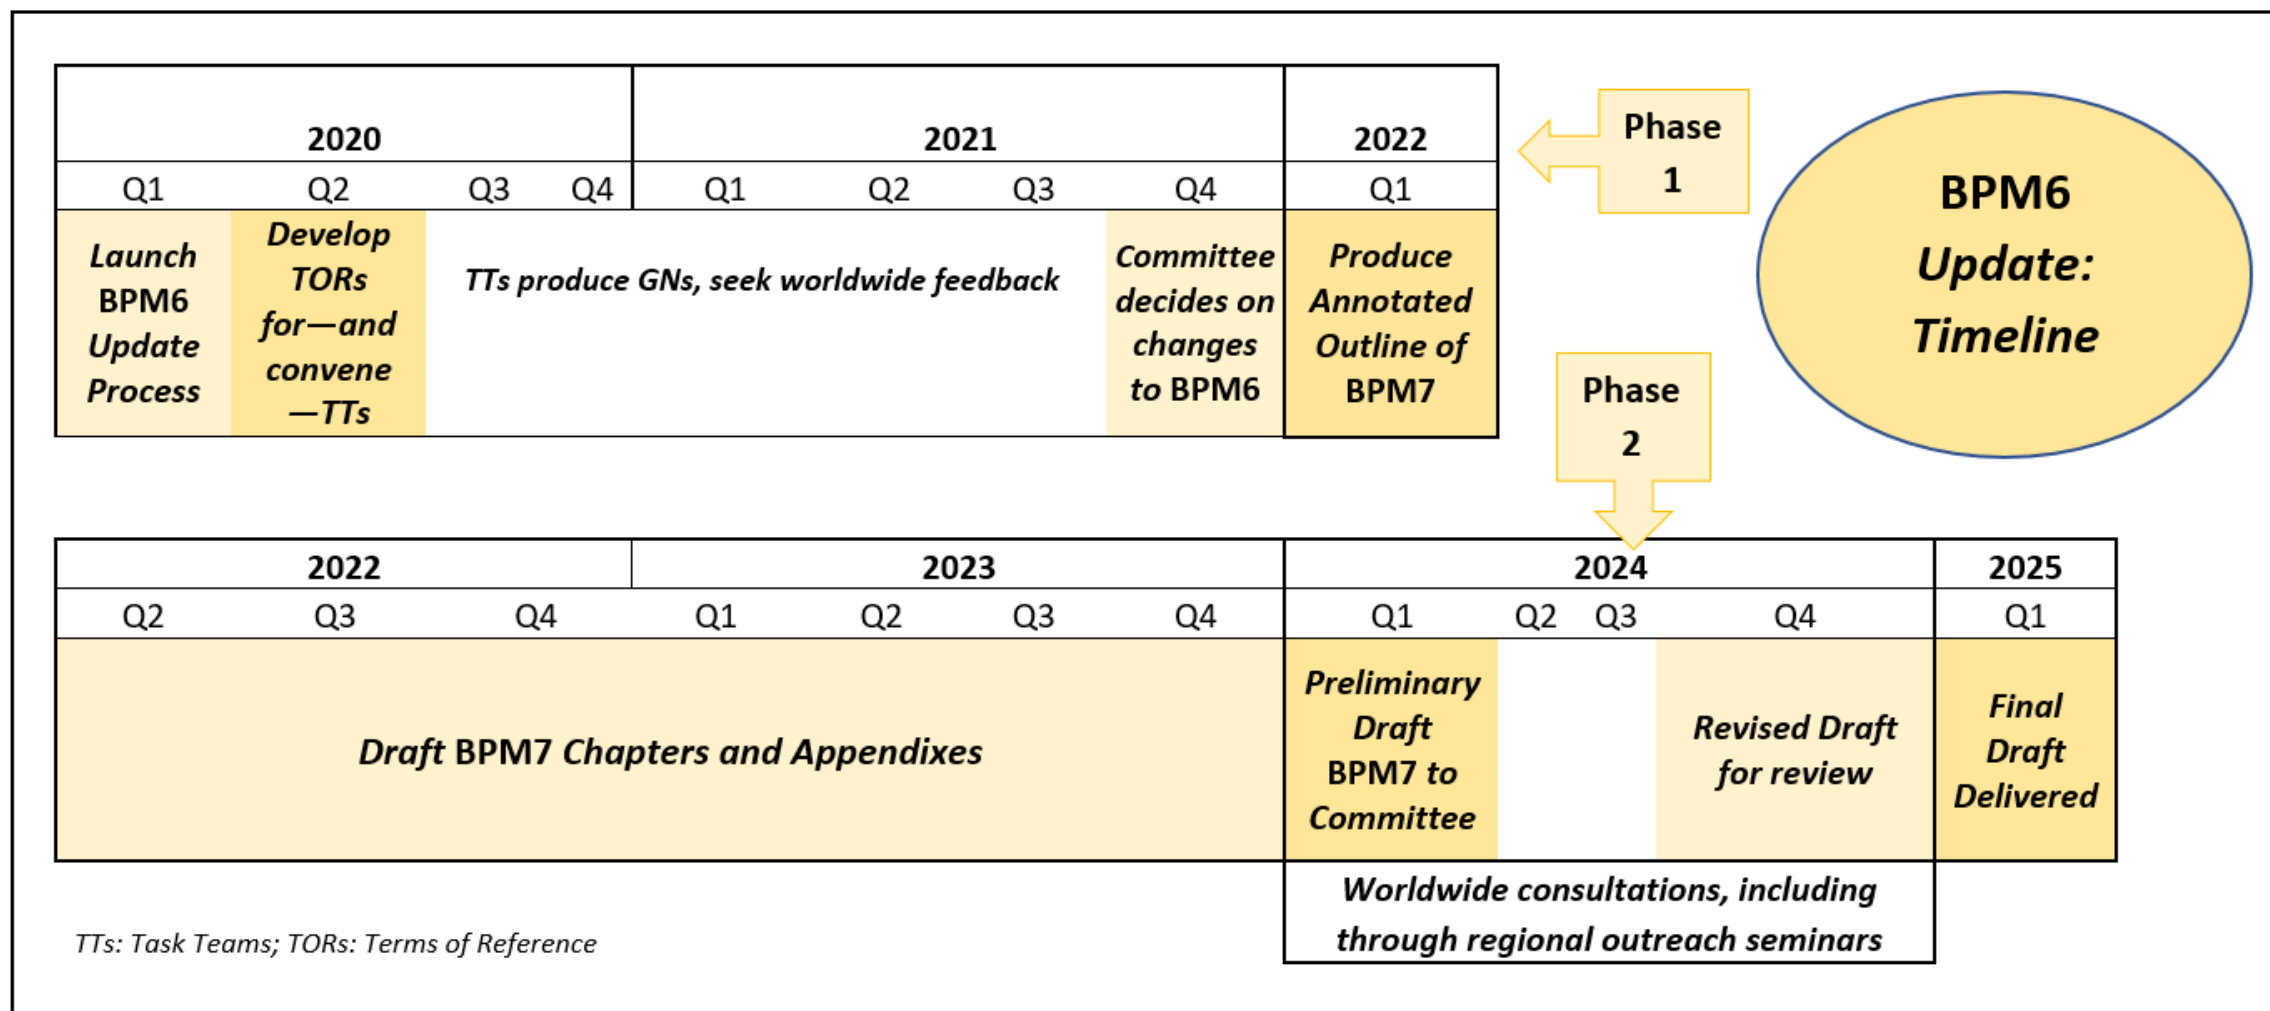 2020 2021 2022
Q1 Q2 Q3 Q4 Q1 Q2 Q3 Q4 Q1
Launch
BPM6
Update
Process
Develop
TORs
for—and
convene
—TTs
TTs produce GNs, seek worldwide feedback
Committee
decides on
changes
to BPM6
Produce
Annotated
Outline of
BPM7
Phase
1
BPM6
Update:
Timeline
Phase
2
2022 2023 2024 2025
Q2 Q3 Q4 Q1 Q2 Q3 Q4 Q1 Q2 Q3 Q4 Q1
Draft BPM7 Chapters and Appendixes
Preliminary
Draft
BPM7 to
Committee
Revised Draft
for review
Final
Draft
Delivered
Worldwide consultations, including
through regional outreach seminars
TTs: Task Teams; TORs: Terms of Reference